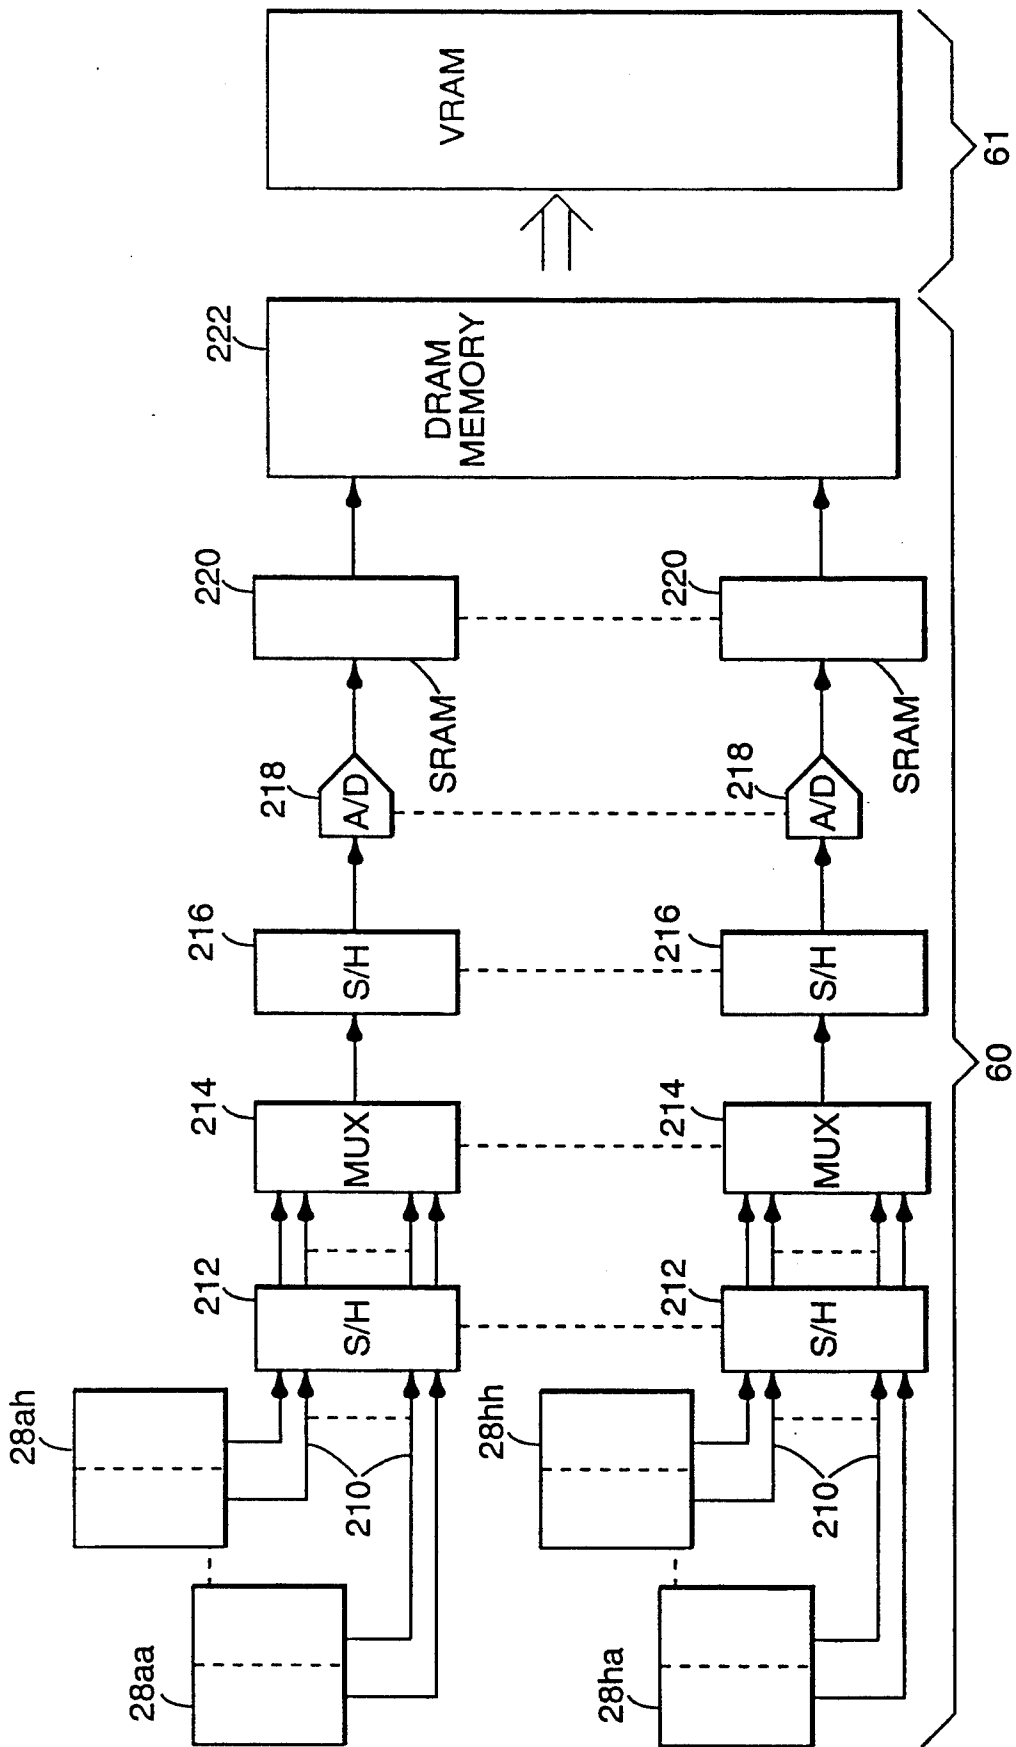 28aa
28ah
210
212
S/H
214
MUX
216
S/H
218
A/D
220
SRAM
222
DRAM
MEMORY
VRAM
28ha
28hh
210
212
S/H
214
MUX
216
S/H
218
A/D
220
SRAM
60
61